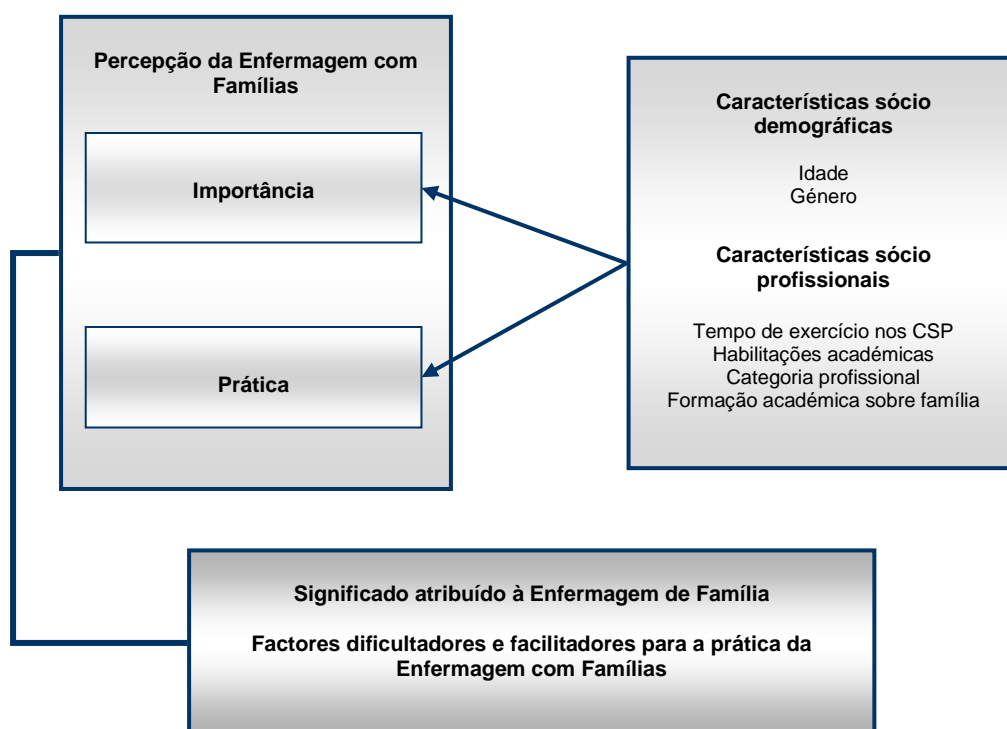 Percepção da Enfermagem com
Famílias
Importância
Prática
Características sócio
demográficas
Idade
Género
Características sócio
profissionais
Tempo de exercício nos CSP
Habilitações académicas
Categoria profissional
Formação académica sobre família
Significado atribuído à Enfermagem de Família
Factores dificultadores e facilitadores para a prática da
Enfermagem com Famílias